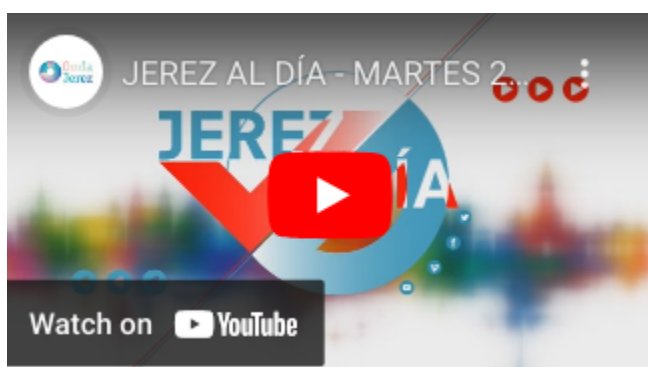 Onda
Jerez
JEREZ AL DÍA - MARTES 2...
JEREZ
DÍA
Watch on YouTube